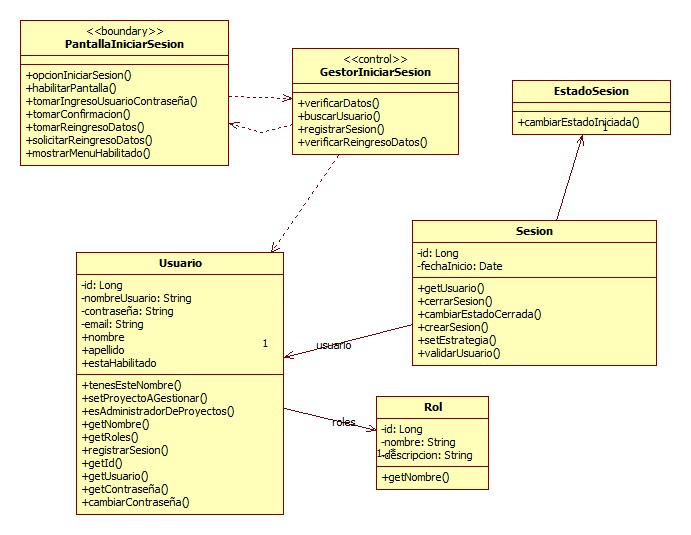 <<boundary>>
PantallaIniciarSesion
+opcionIniciarSesion()
+habilitarPantalla()
+tomarIngresoUsuarioContraseña()
+tomarConfirmacion()
+tomarReingresoDatos()
+solicitarReingresoDatos()
+mostrarMenuHabilitado()
<<control>>
GestorIniciarSesion
+verificarDatos()
+buscarUsuario()
+registrarSesion()
+verificarReingresoDatos()
EstadoSesion
+cambiarEstadoIniciada()
1
Sesion
-id: Long
-fechaInicio: Date
+getUsuario()
+cerrarSesion()
+cambiarEstadoCerrada()
+crearSesion()
+setEstrategia()
+validarUsuario()
Usuario
-id: Long
-nombreUsuario: String
-contraseña: String
-email: String
+nombre
+apellido
+estaHabilitado
1
usuario
+tenesEsteNombre()
+setProyectoAGestionar()
+esAdministradorDeProyectos()
+getNombre()
+getRoles()
+registrarSesion()
+getId()
+getUsuario()
+getContraseña()
+cambiarContraseña()
roles
Rol
-id: Long
-nombre: String
-descripcion: String
1..*
+getNombre()